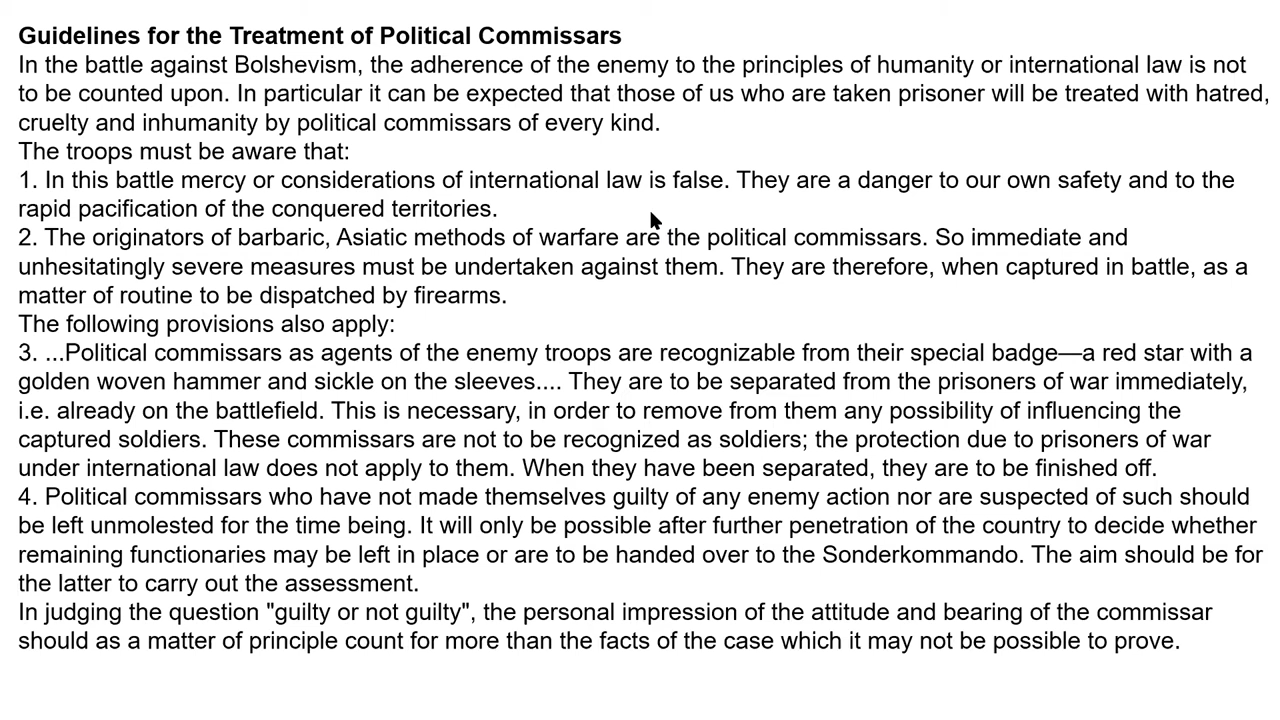 Guidelines for the Treatment of Political Commissars
In the battle against Bolshevism, the adherence of the enemy to the principles of humanity or international law is not
to be counted upon. In particular it can be expected that those of us who are taken prisoner will be treated with hatred,
cruelty and inhumanity by political commissars of every kind.
The troops must be aware that:
1. In this battle mercy or considerations of international law is false. They are a danger to our own safety and to the
rapid pacification of the conquered territories.
2. The originators of barbaric, Asiatic methods of warfare are the political commissars. So immediate and
unhesitatingly severe measures must be undertaken against them. They are therefore, when captured in battle, as a
matter of routine to be dispatched by firearms.
The following provisions also apply:
3. ...Political commissars as agents of the enemy troops are recognizable from their special badge—a red star with a
golden woven hammer and sickle on the sleeves.... They are to be separated from the prisoners of war immediately,
i.e. already on the battlefield. This is necessary, in order to remove from them any possibility of influencing the
captured soldiers. These commissars are not to be recognized as soldiers; the protection due to prisoners of war
under international law does not apply to them. When they have been separated, they are to be finished off.
4. Political commissars who have not made themselves guilty of any enemy action nor are suspected of such should
be left unmolested for the time being. It will only be possible after further penetration of the country to decide whether
remaining functionaries may be left in place or are to be handed over to the Sonderkommando. The aim should be for
the latter to carry out the assessment.
In judging the question "guilty or not guilty", the personal impression of the attitude and bearing of the commissar
should as a matter of principle count for more than the facts of the case which it may not be possible to prove.